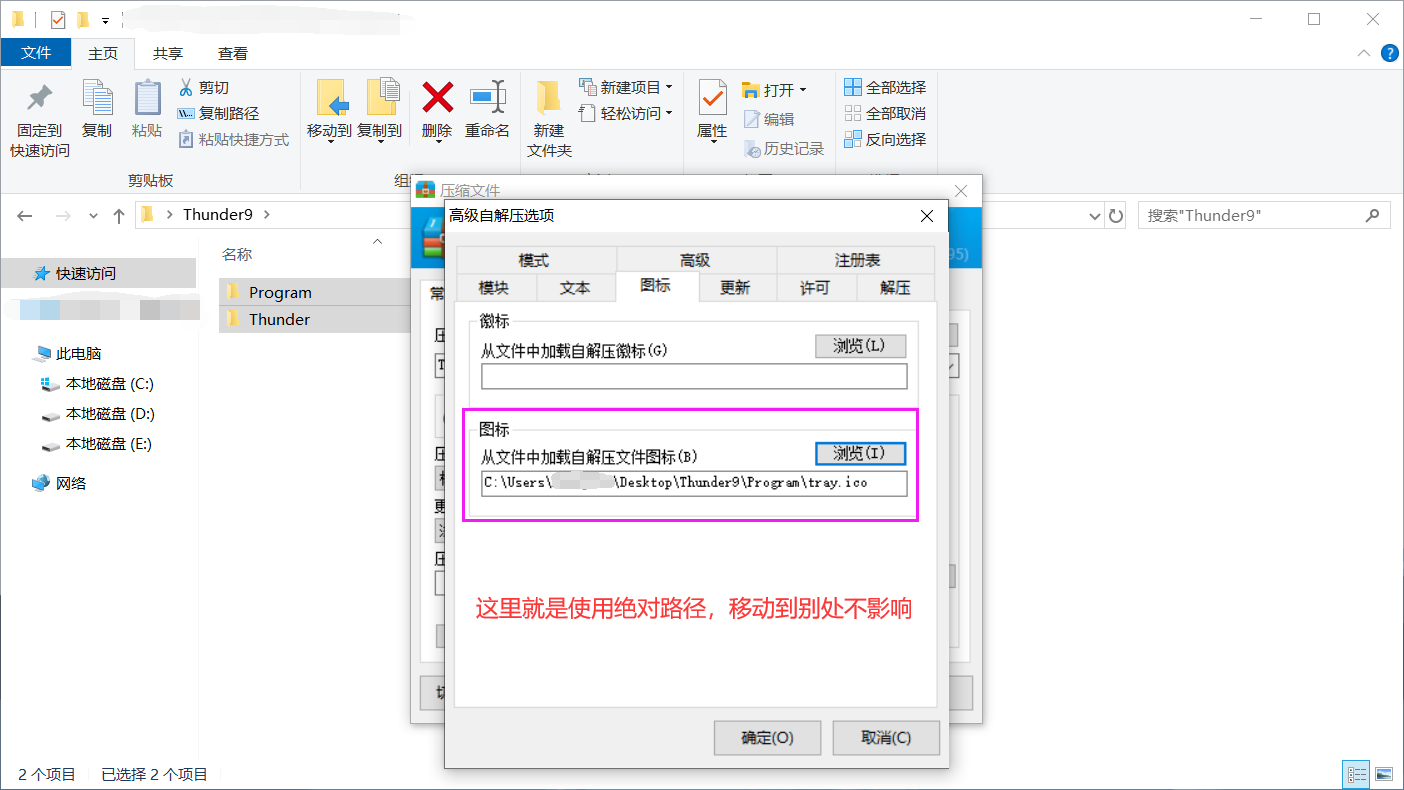 文件
主页
共享
查看
固定到
快速访问
复制
粘贴
剪切
复制路径
粘贴快捷方式
剪贴板
移动到
复制到
删除
重命名
新建
文件夹
新建项目
轻松访问
属性
打开
编辑
历史记录
全部选择
全部取消
反向选择
Thunder9
搜索"Thunder9"
快速访问
此电脑
本地磁盘 (C:)
本地磁盘 (D:)
本地磁盘 (E:)
网络
名称
Program
Thunder
压缩文件
高级自解压选项
模式
高级
注册表
模块
文本
图标
更新
许可
解压
徽标
从文件中加载自解压徽标(G)
浏览(L)
图标
从文件中加载自解压文件图标(B)
浏览(I)
C:\Users\ \Desktop\Thunder9\Program\tray.ico
这里就是使用绝对路径，移动到别处不影响
确定(O)
取消(C)
2 个项目
已选择 2 个项目